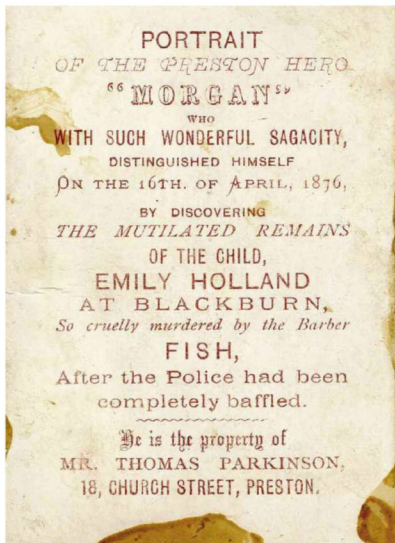 PORTRAIT
OF THE PRESTON HERO
"MORGAN"
WHO
WITH SUCH WONDERFUL SAGACITY,
DISTINGUISHED HIMSELF
ON THE 16TH. OF APRIL, 1876,
BY DISCOVERING
THE MUTILATED REMAINS
OF THE CHILD,
EMILY HOLLAND
AT BLACKBURN,
So cruelly murdered by the Barber
FISH,
After the Police had been
completely baffled.
He is the property of
MR. THOMAS PARKINSON,
18, CHURCH STREET, PRESTON.